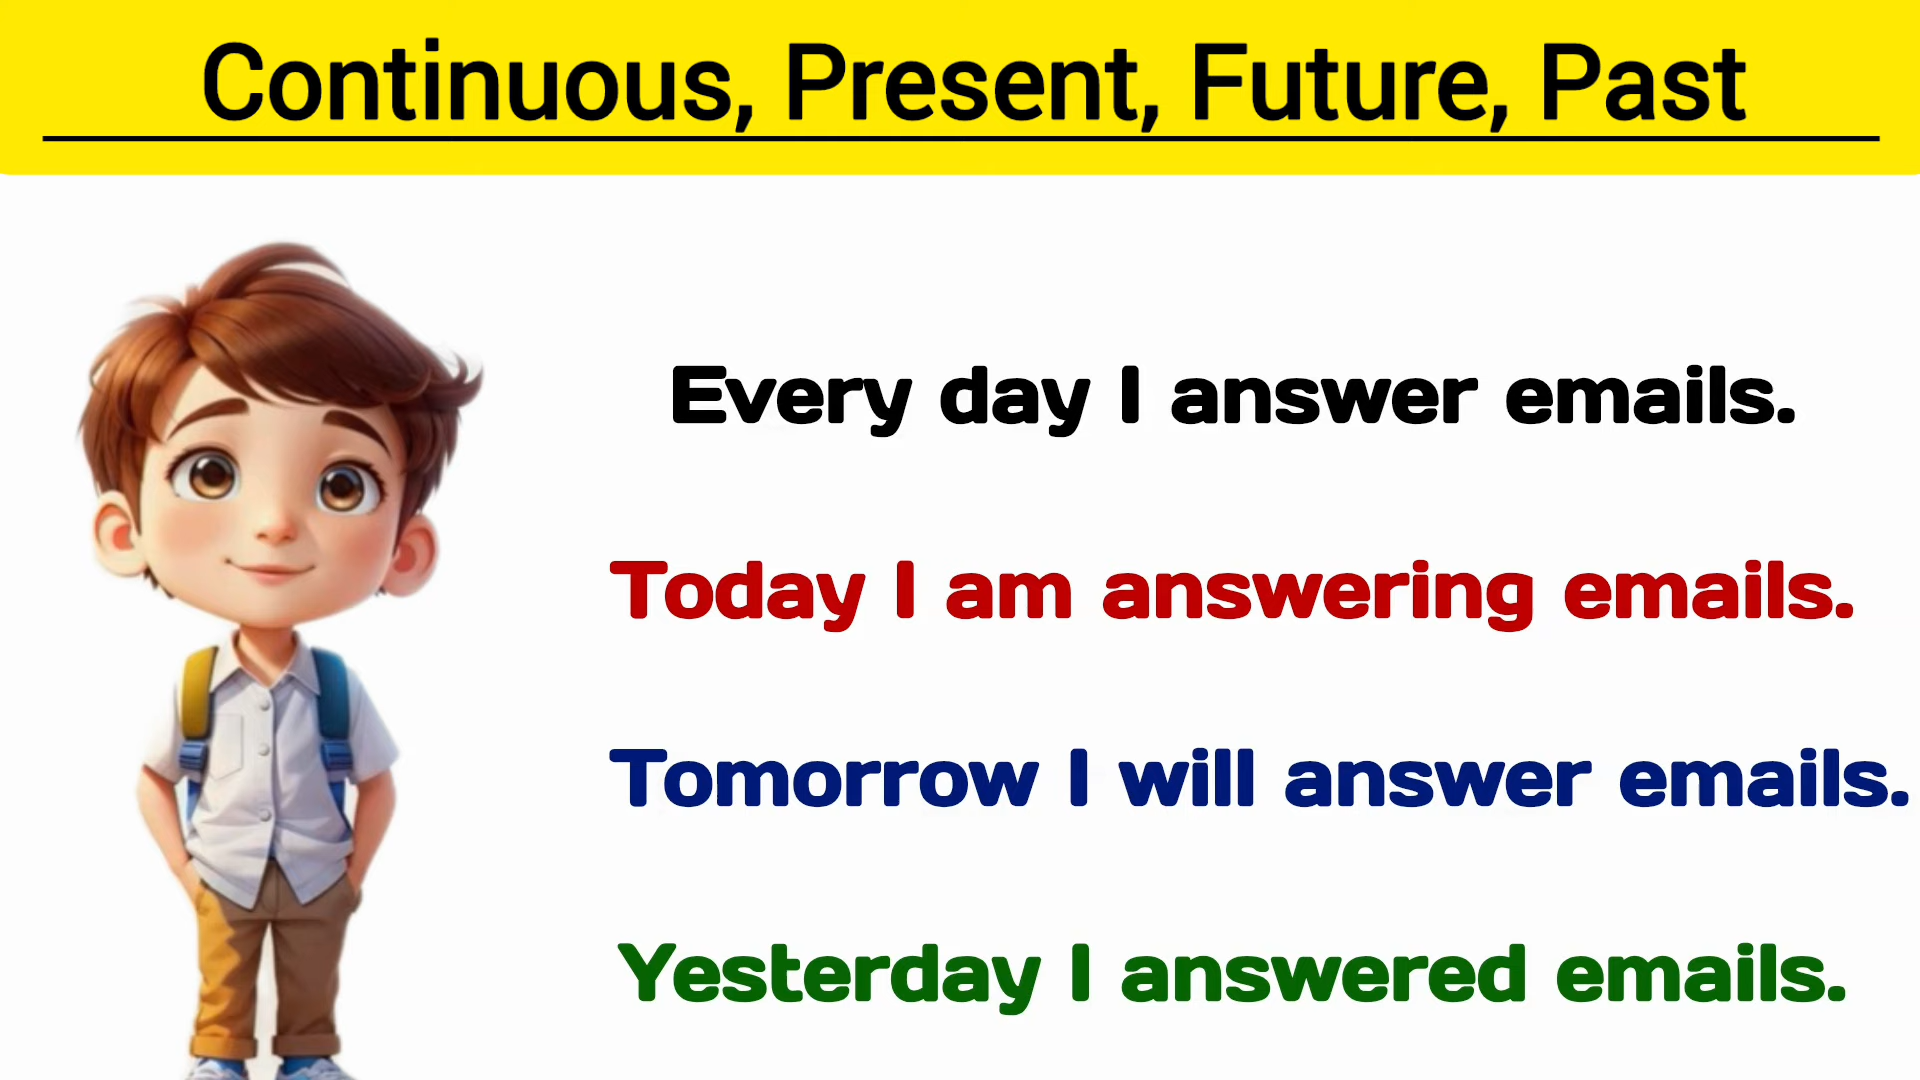 Continuous, Present, Future, Past
Every day I answer emails.
Today I am answering emails.
Tomorrow I will answer emails.
Yesterday I answered emails.